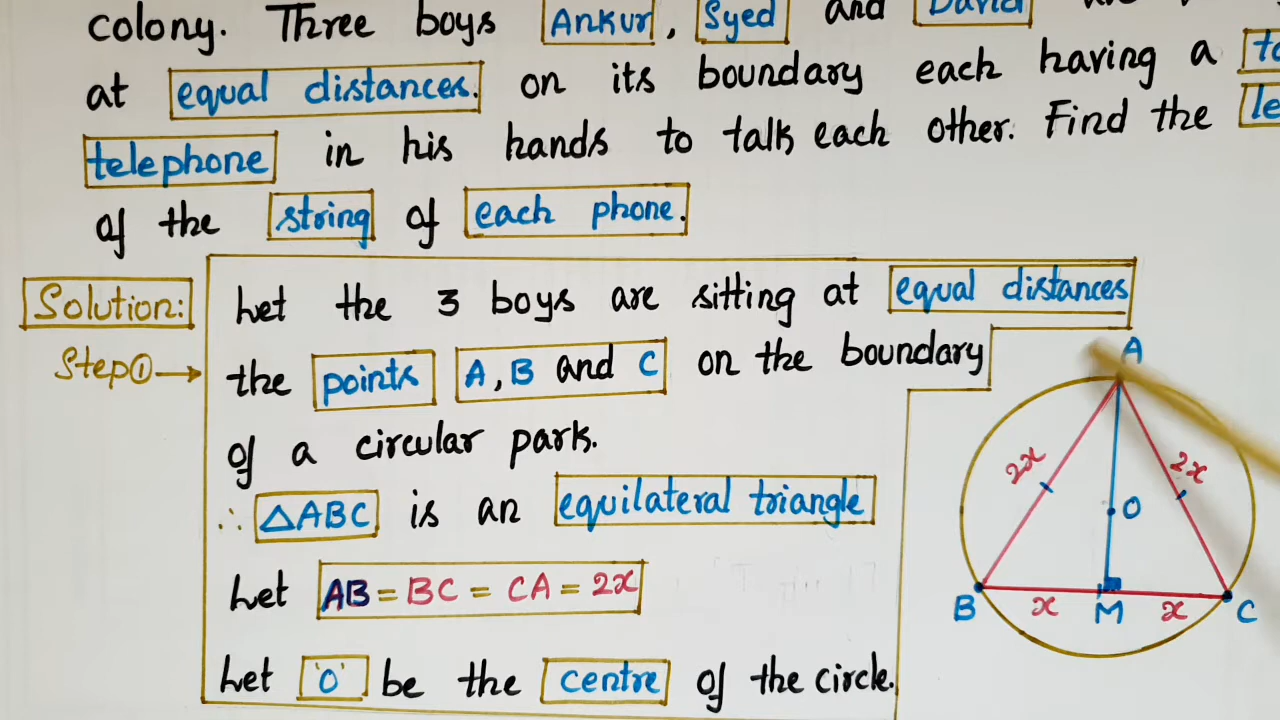 colony. Three boys Ankur, Syed and David
at equal distances. on its boundary each having a
telephone in his hands to talk each other. Find the
of the string of each phone.
Solution:
Let the 3 boys are sitting at equal distances
Step① →
the points A, B and C on the boundary
of a circular park.
∴ △ABC is an equilateral triangle
Let AB = BC = CA = 2x
Let 'O' be the centre of the circle.
A
2x 2x
O
B x M x C